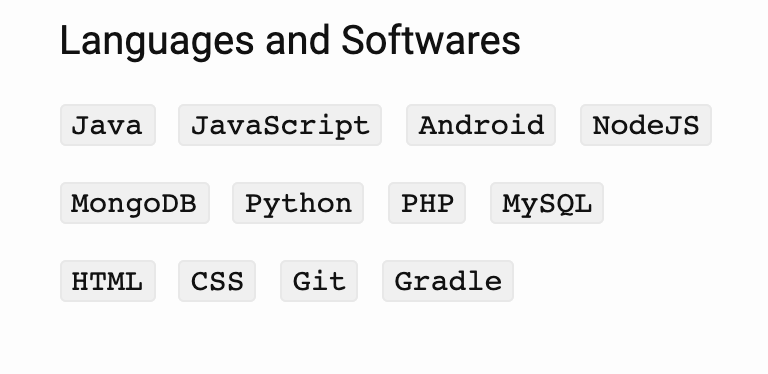 Languages and Softwares
Java JavaScript Android NodeJS
MongoDB Python PHP MySQL
HTML CSS Git Gradle